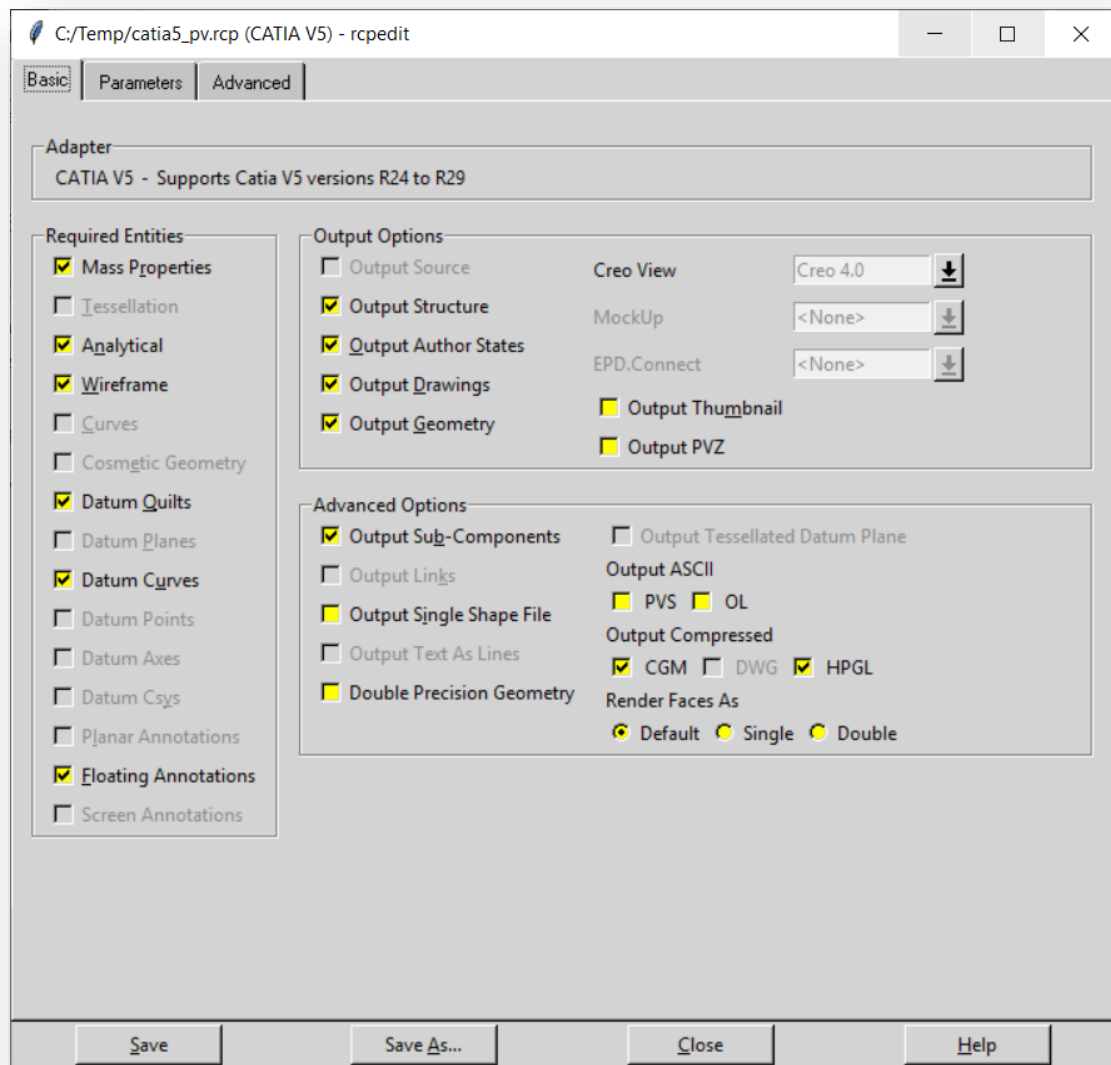 C:/Temp/catia5_pv.rcp (CATIA V5) - rcpedit
Basic Parameters Advanced
Adapter
CATIA V5 - Supports Catia V5 versions R24 to R29
Required Entities
Mass Properties
Tessellation
Analytical
Wireframe
Curves
Cosmetic Geometry
Datum Quilts
Datum Planes
Datum Curves
Datum Points
Datum Axes
Datum Csys
Planar Annotations
Floating Annotations
Screen Annotations
Output Options
Output Source
Output Structure
Output Author States
Output Drawings
Output Geometry
Creo View Creo 4.0
MockUp <None>
EPD.Connect <None>
Output Thumbnail
Output PVZ
Advanced Options
Output Sub-Components
Output Links
Output Single Shape File
Output Text As Lines
Double Precision Geometry
Output Tessellated Datum Plane
Output ASCII
PVS OL
Output Compressed
CGM DWG HPGL
Render Faces As
Default Single Double
Save Save As... Close Help